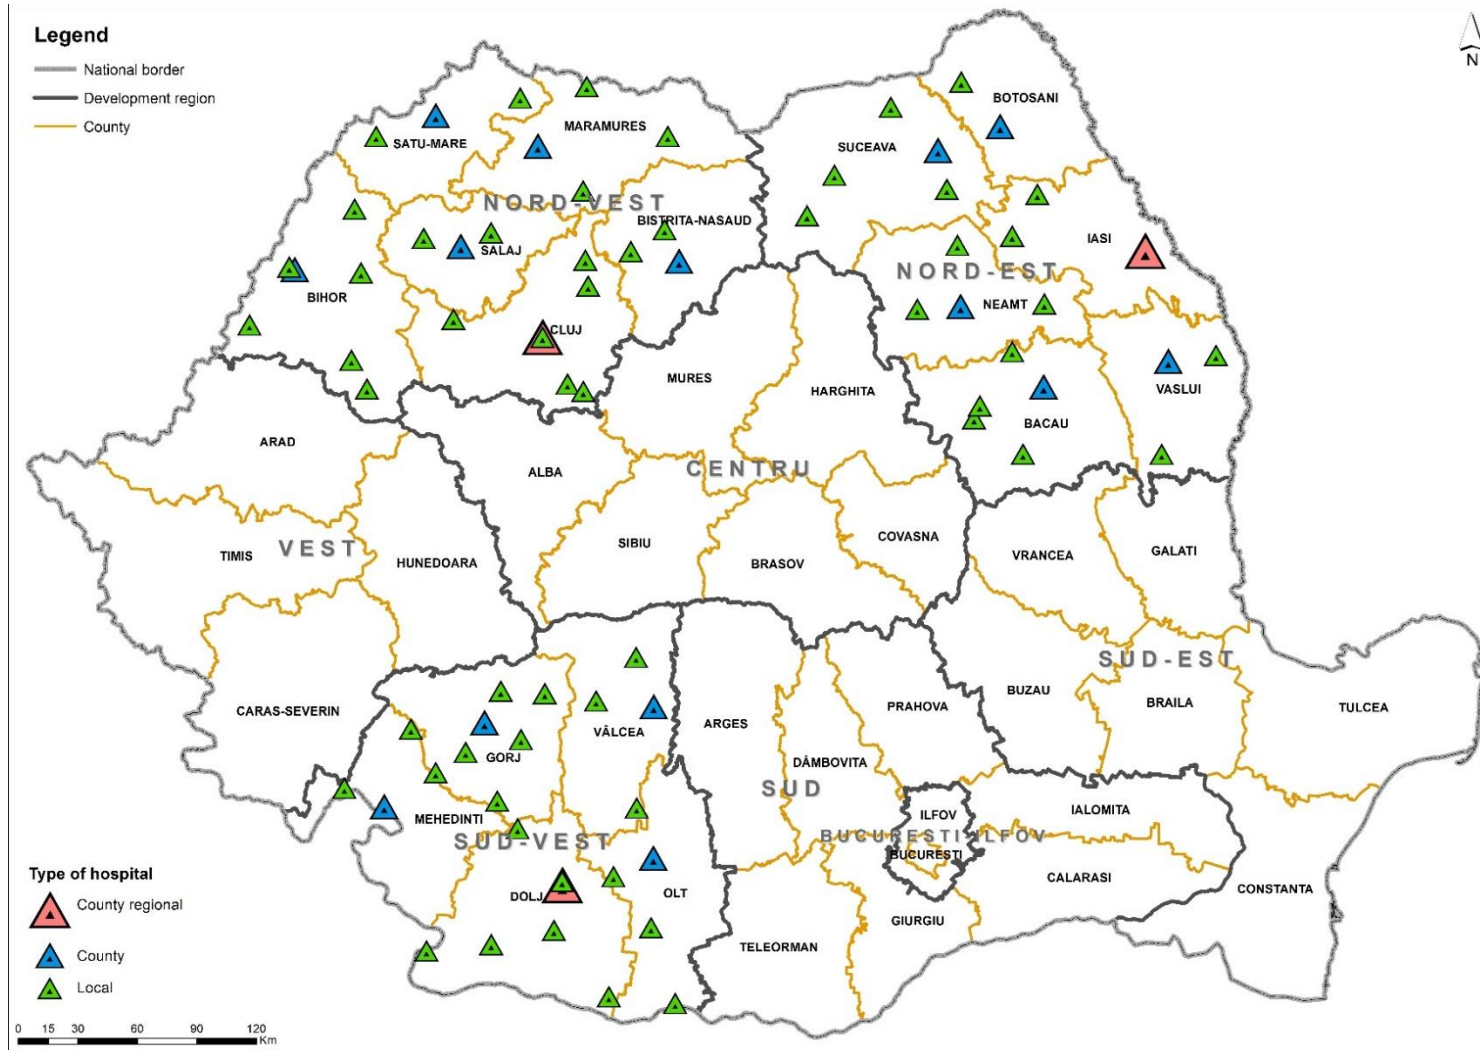 Legend
National border
Development region
County
N
BOTOSANI
MARAMURES
SATU-MARE
SUCEAVA
NORD-VEST
BISTRITA-NASAUD
IASI
SALAJ
NORD-EST
BIHOR
NEAMT
CLUJ
MURES
HARGHITA
VASLUI
BACAU
ARAD
ALBA
CENTRU
TIMIS
VEST
HUNEDOARA
SIBIU
BRASOV
COVASNA
VRANCEA
GALATI
SUD-EST
CARAS-SEVERIN
BUZAU
BRAILA
TULCEA
PRAHOVA
ARGES
VÂLCEA
GORJ
DÂMBOVITA
SUD
MEHEDINTI
SUD-VEST
ILFOV
IALOMITA
BUCURESTI ILFOV
BUCURESTI
CALARASI
CONSTANTA
DOLJ
OLT
GIURGIU
TELEORMAN
Type of hospital
County regional
County
Local
0 15 30 60 90 120
Km